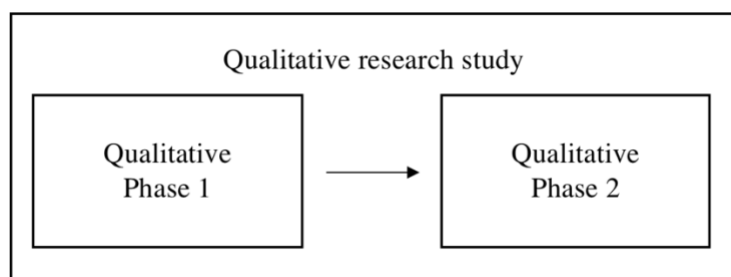 Qualitative research study
Qualitative
Phase 1
Qualitative
Phase 2